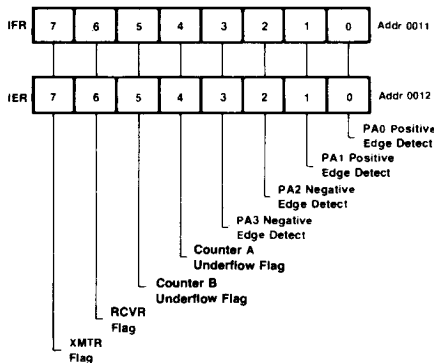 IFR 7 6 5 4 3 2 1 0 Addr 0011
IER 7 6 5 4 3 2 1 0 Addr 0012
PA0 Positive
Edge Detect
PA1 Positive
Edge Detect
PA2 Negative
Edge Detect
PA3 Negative
Edge Detect
Counter A
Underflow Flag
Counter B
Underflow Flag
RCVR
Flag
XMTR
Flag